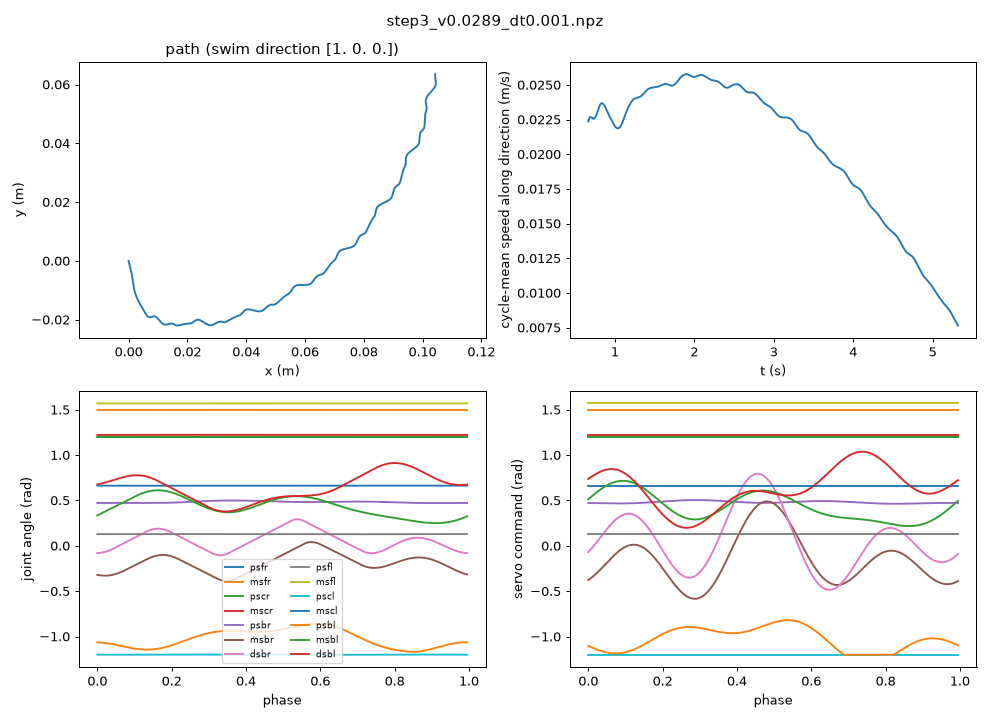 step3_v0.0289_dt0.001.npz
path (swim direction [1. 0. 0.])
0.06
0.04
0.02
0.00
−0.02
y (m)
0.00
0.02
0.04
0.06
0.08
0.10
0.12
x (m)
cycle-mean speed along direction (m/s)
0.0250
0.0225
0.0200
0.0175
0.0150
0.0125
0.0100
0.0075
1
2
3
4
5
t (s)
joint angle (rad)
1.5
1.0
0.5
0.0
−0.5
−1.0
psfr
msfr
pscr
mscr
psbr
msbr
dsbr
psfl
msfl
pscl
mscl
psbl
msbl
dsbl
0.0
0.2
0.4
0.6
0.8
1.0
phase
servo command (rad)
1.5
1.0
0.5
0.0
−0.5
−1.0
0.0
0.2
0.4
0.6
0.8
1.0
phase